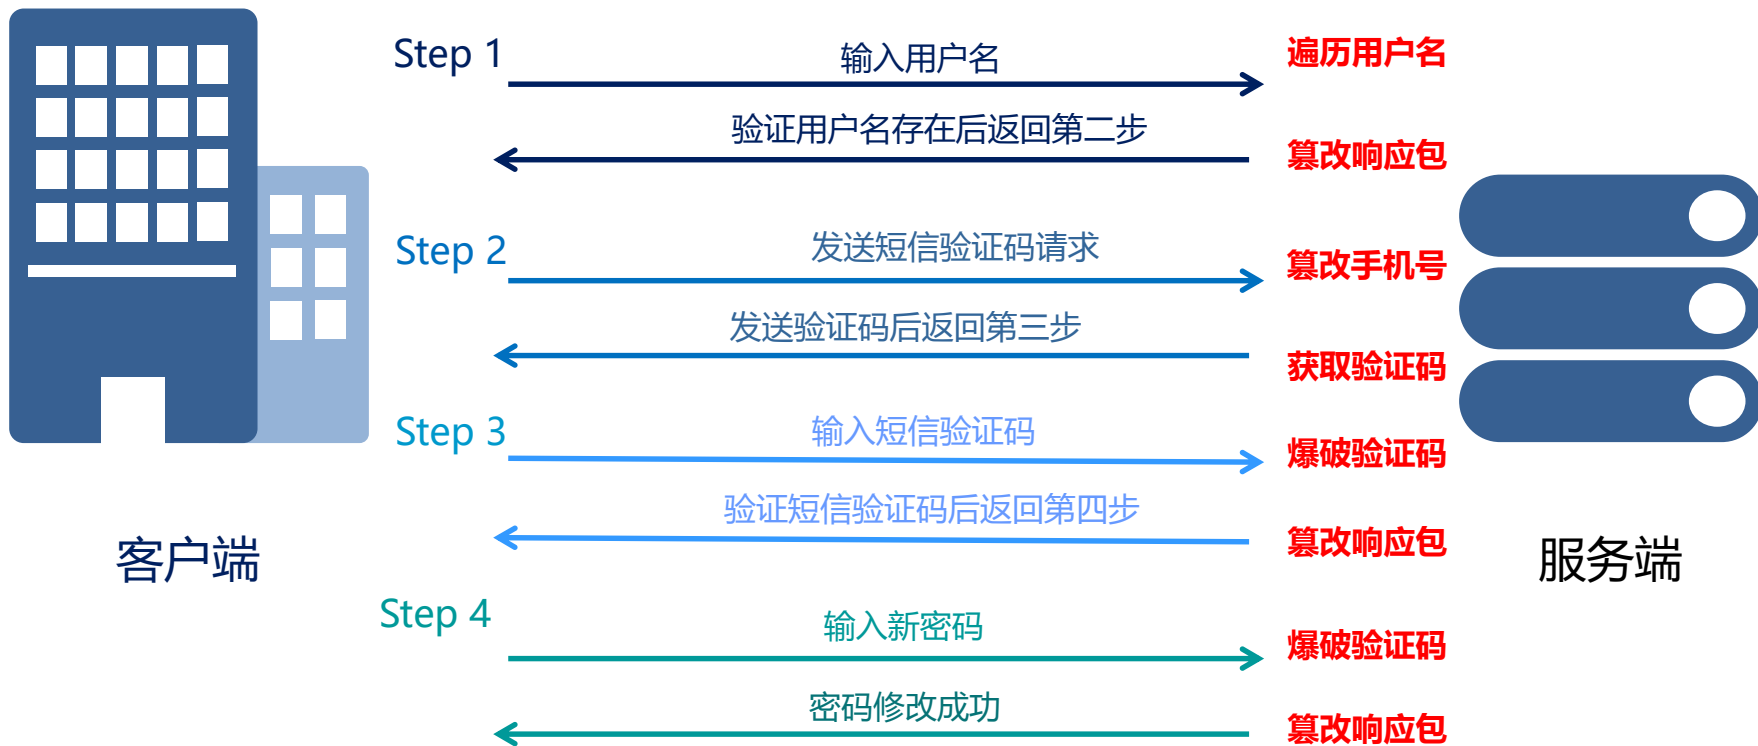 Step 1
输入用户名
遍历用户名
验证用户名存在后返回第二步
篡改响应包
Step 2
发送短信验证码请求
篡改手机号
发送验证码后返回第三步
获取验证码
Step 3
输入短信验证码
爆破验证码
验证短信验证码后返回第四步
篡改响应包
客户端
服务端
Step 4
输入新密码
爆破验证码
密码修改成功
篡改响应包